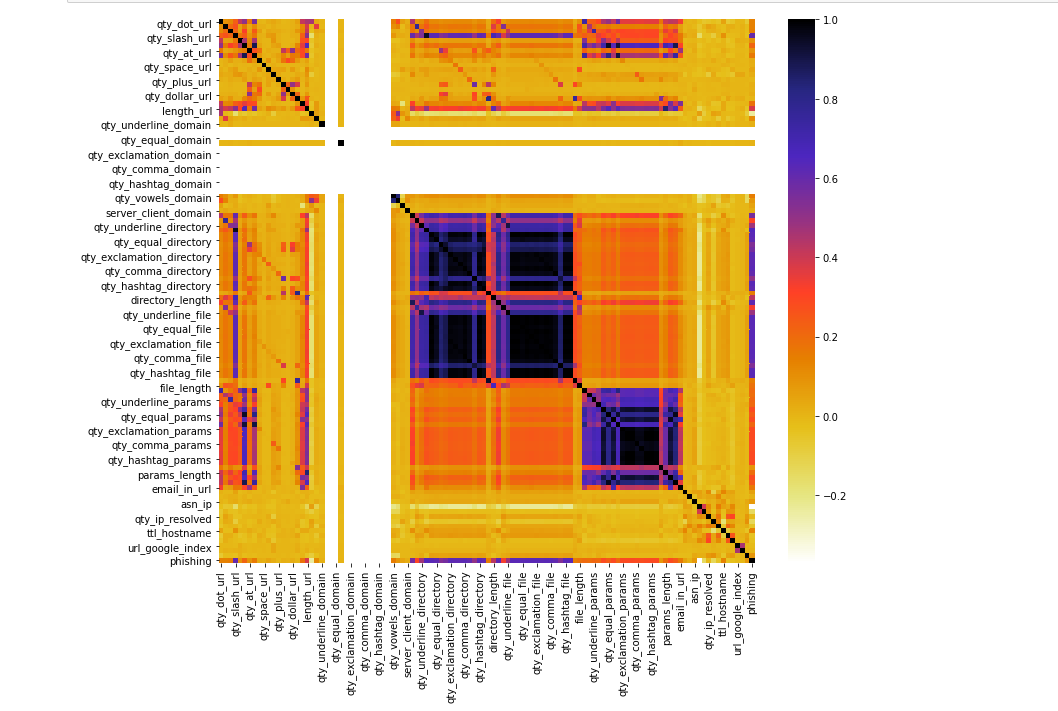 qty_dot_url
qty_slash_url
qty_at_url
qty_space_url
qty_plus_url
qty_dollar_url
length_url
qty_underline_domain
qty_equal_domain
qty_exclamation_domain
qty_comma_domain
qty_hashtag_domain
qty_vowels_domain
server_client_domain
qty_underline_directory
qty_equal_directory
qty_exclamation_directory
qty_comma_directory
qty_hashtag_directory
directory_length
qty_underline_file
qty_equal_file
qty_exclamation_file
qty_comma_file
qty_hashtag_file
file_length
qty_underline_params
qty_equal_params
qty_exclamation_params
qty_comma_params
qty_hashtag_params
params_length
email_in_url
asn_ip
qty_ip_resolved
ttl_hostname
url_google_index
phishing
qty_dot_url
qty_slash_url
qty_at_url
qty_space_url
qty_plus_url
qty_dollar_url
length_url
qty_underline_domain
qty_equal_domain
qty_exclamation_domain
qty_comma_domain
qty_hashtag_domain
qty_vowels_domain
server_client_domain
qty_underline_directory
qty_equal_directory
qty_exclamation_directory
qty_comma_directory
qty_hashtag_directory
directory_length
qty_underline_file
qty_equal_file
qty_exclamation_file
qty_comma_file
qty_hashtag_file
file_length
qty_underline_params
qty_equal_params
qty_exclamation_params
qty_comma_params
qty_hashtag_params
params_length
email_in_url
asn_ip
qty_ip_resolved
ttl_hostname
url_google_index
phishing
1.0
0.8
0.6
0.4
0.2
0.0
−0.2